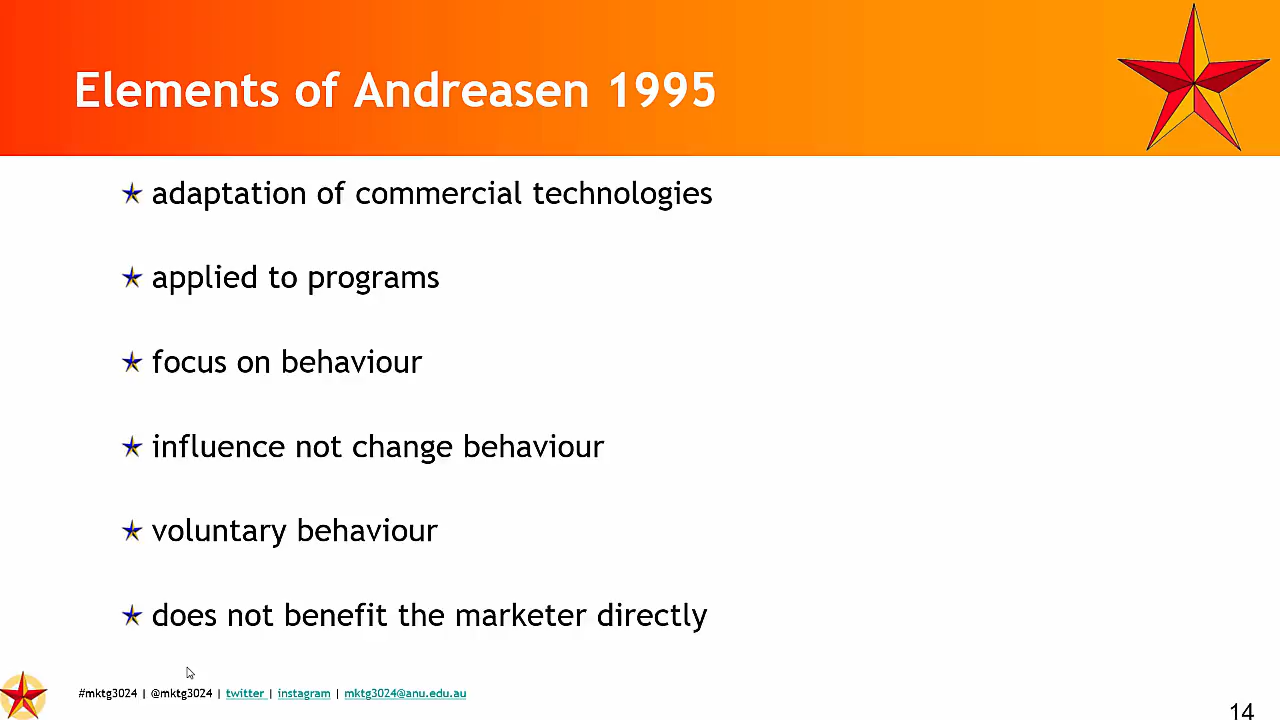 Elements of Andreasen 1995
adaptation of commercial technologies
applied to programs
focus on behaviour
influence not change behaviour
voluntary behaviour
does not benefit the marketer directly
#mktg3024 | @mktg3024 | twitter | instagram | mktg3024@anu.edu.au
14